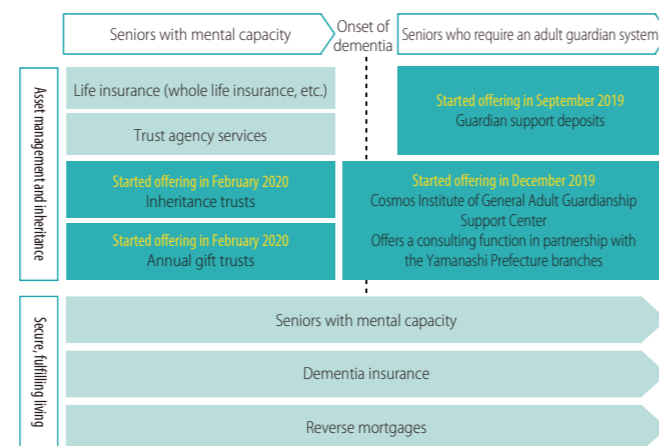 Seniors with mental capacity
Onset of
dementia
Seniors who require an adult guardian system
Asset management and inheritance
Life insurance (whole life insurance, etc.)
Trust agency services
Started offering in February 2020
Inheritance trusts
Started offering in February 2020
Annual gift trusts
Started offering in September 2019
Guardian support deposits
Started offering in December 2019
Cosmos Institute of General Adult Guardianship
Support Center
Offers a consulting function in partnership with
the Yamanashi Prefecture branches
Secure, fulfilling living
Seniors with mental capacity
Dementia insurance
Reverse mortgages